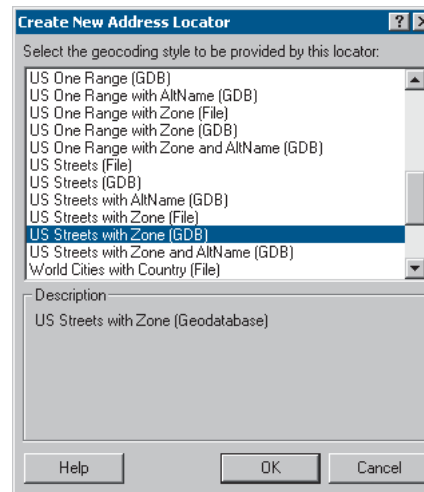 Create New Address Locator
Select the geocoding style to be provided by this locator:
US One Range (GDB)
US One Range with AltName (GDB)
US One Range with Zone (File)
US One Range with Zone (GDB)
US One Range with Zone and AltName (GDB)
US Streets (File)
US Streets (GDB)
US Streets with AltName (GDB)
US Streets with Zone (File)
US Streets with Zone (GDB)
US Streets with Zone and AltName (GDB)
World Cities with Country (File)
Description
US Streets with Zone (Geodatabase)
Help OK Cancel